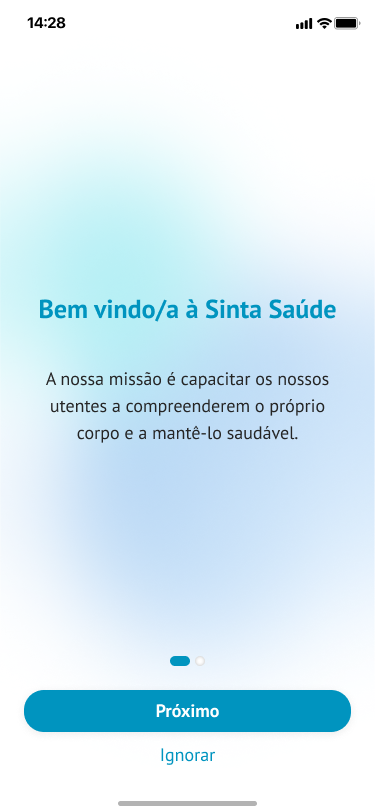 14:28
Bem vindo/a à Sinta Saúde
A nossa missão é capacitar os nossos
utentes a compreenderem o próprio
corpo e a mantê-lo saudável.
Próximo
Ignorar